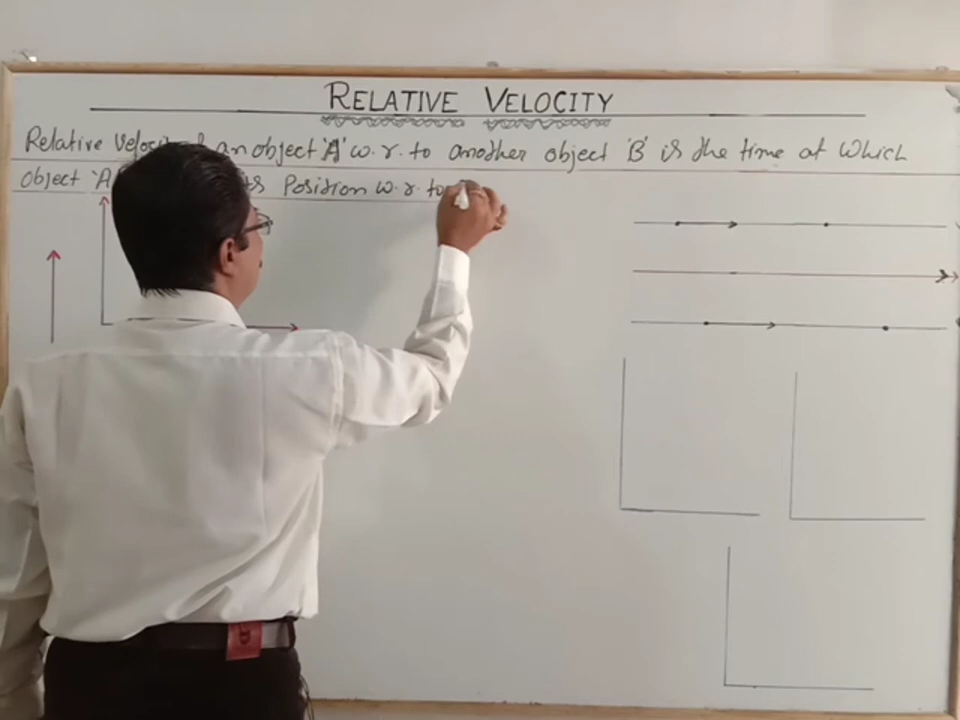 RELATIVE VELOCITY
Relative an object 'A' w.r. to another object 'B' is the time at which
object 'A Position w.r. to